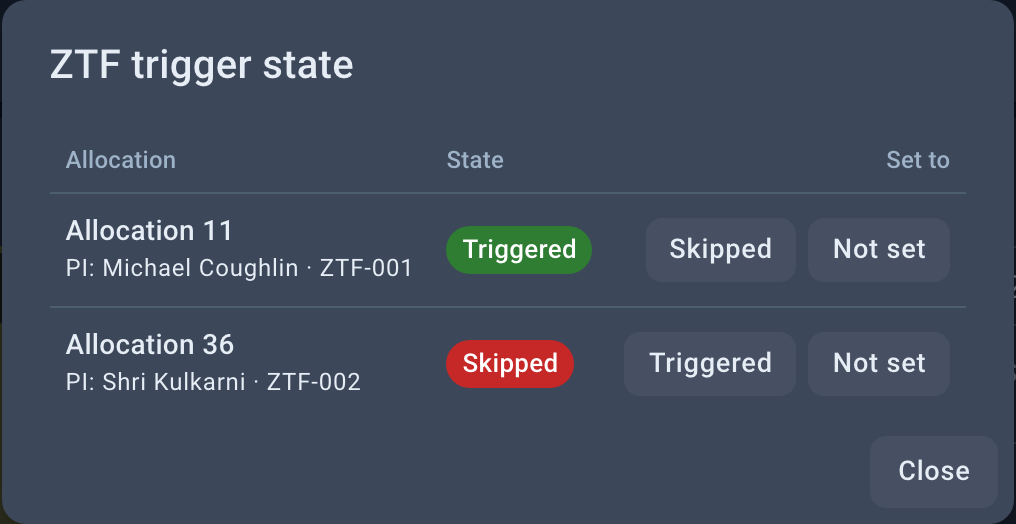 ZTF trigger state
Allocation State Set to
Allocation 11
PI: Michael Coughlin · ZTF-001
Triggered Skipped Not set
Allocation 36
PI: Shri Kulkarni · ZTF-002
Skipped Triggered Not set
Close